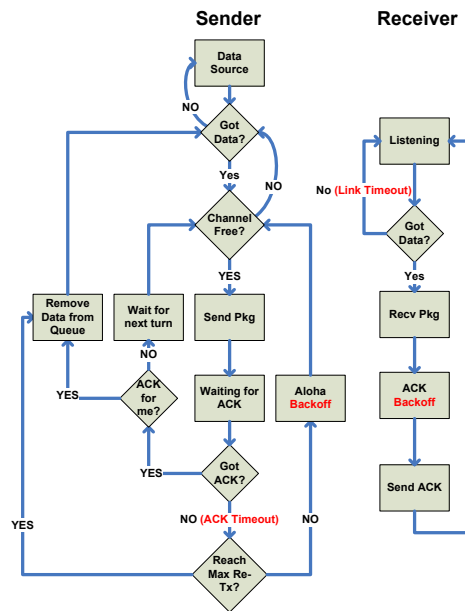 Sender
Receiver
Data
Source
NO
Got
Data?
Yes
NO
Channel
Free?
YES
Remove
Data from
Queue
Wait for
next turn
Send Pkg
NO
YES
ACK
for
me?
Waiting for
ACK
Aloha
Backoff
YES
Got
ACK?
YES
NO (ACK Timeout)
NO
Reach
Max Re-
Tx?
Listening
No (Link Timeout)
Got
Data?
Yes
Recv Pkg
ACK
Backoff
Send ACK